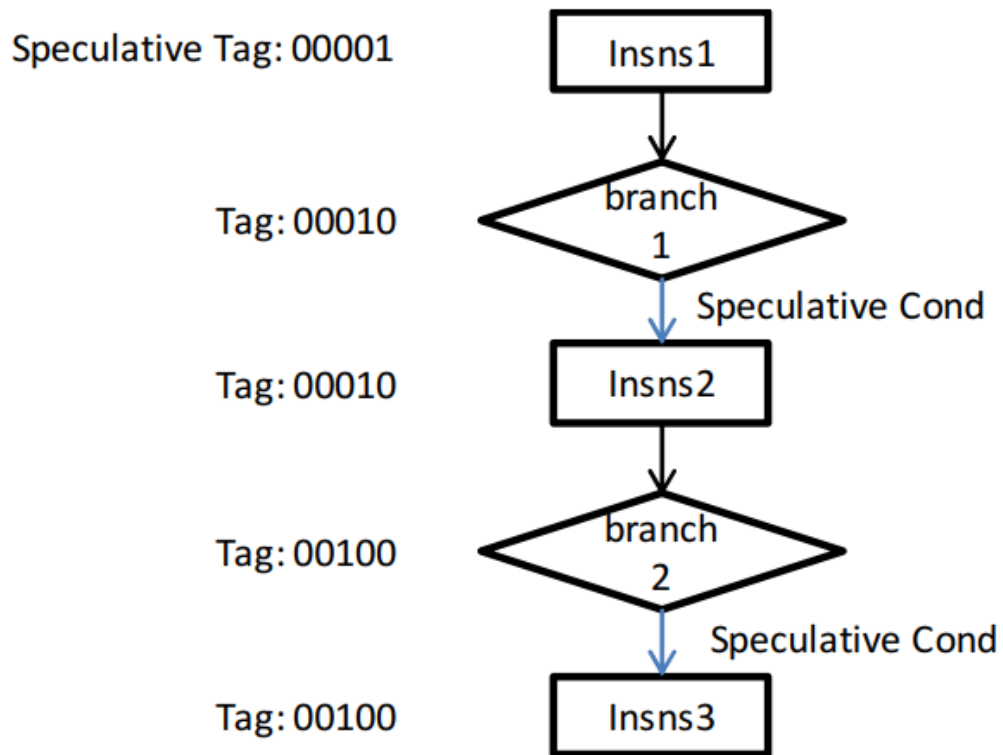 Speculative Tag: 00001
Insns1
Tag: 00010
branch
1
Speculative Cond
Tag: 00010
Insns2
Tag: 00100
branch
2
Speculative Cond
Tag: 00100
Insns3